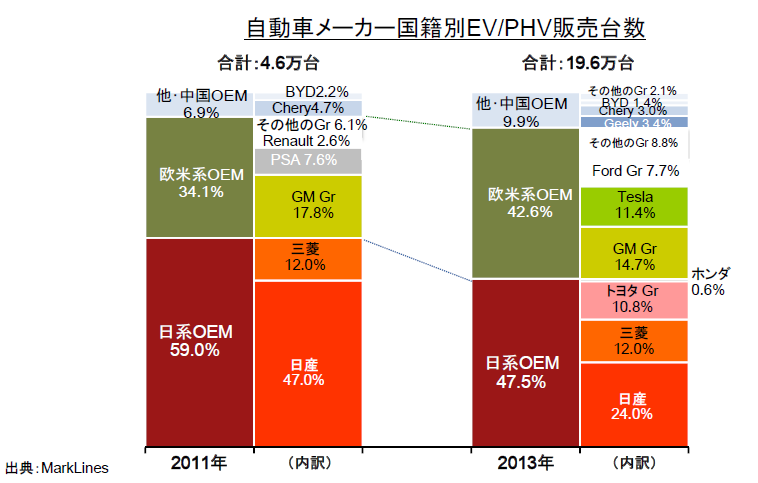 自動車メーカー国籍別EV/PHV販売台数
合計：4.6万台
合計：19.6万台
他・中国OEM
6.9%
欧米系OEM
34.1%
日系OEM
59.0%
BYD2.2%
Chery4.7%
その他のGr 6.1%
Renault 2.6%
PSA 7.6%
GM Gr
17.8%
三菱
12.0%
日産
47.0%
他・中国OEM
9.9%
欧米系OEM
42.6%
日系OEM
47.5%
その他のGr 2.1%
BYD 1.4%
Chery 3.0%
Geely 3.4%
その他のGr 8.8%
Ford Gr 7.7%
Tesla
11.4%
GM Gr
14.7%
ホンダ
0.6%
トヨタ Gr
10.8%
三菱
12.0%
日産
24.0%
2011年
（内訳）
2013年
（内訳）
出典：MarkLines